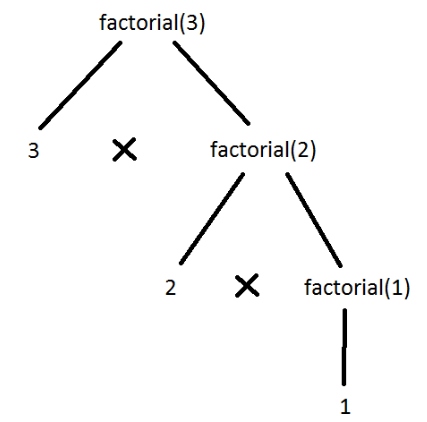 factorial(3)
3 × factorial(2)
2 × factorial(1)
1